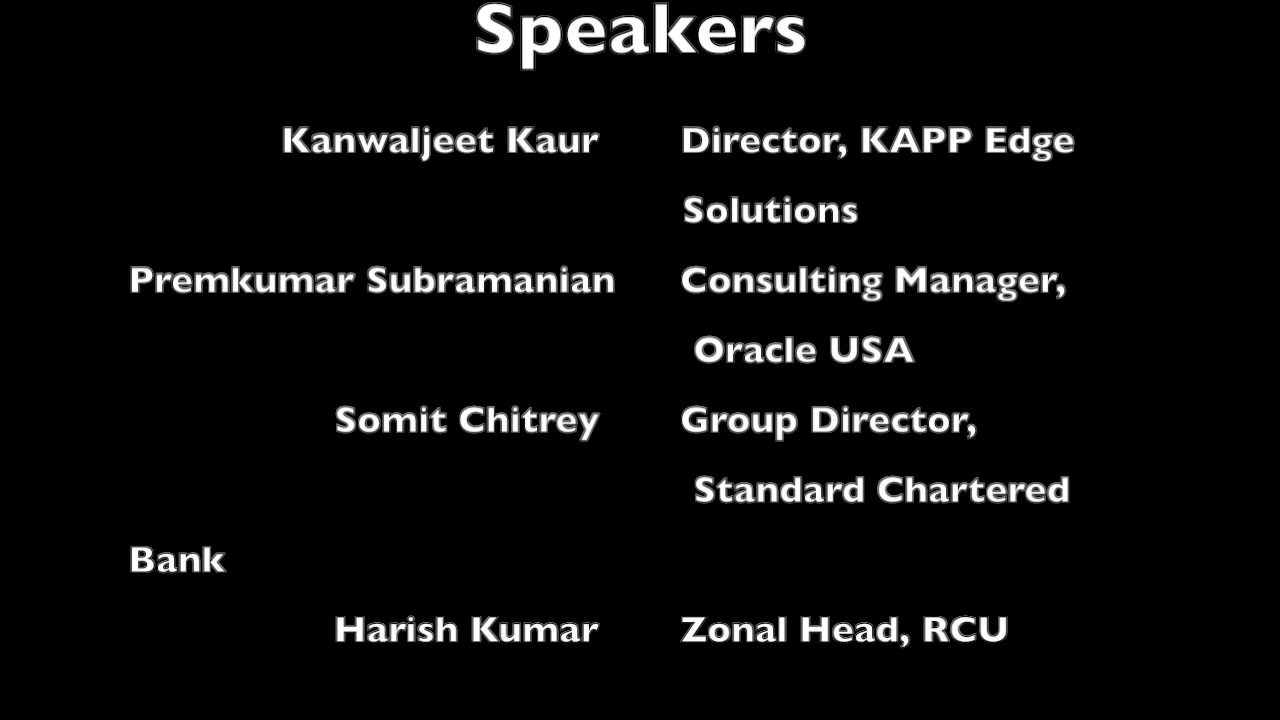 Speakers
Kanwaljeet Kaur Director, KAPP Edge
Solutions
Premkumar Subramanian Consulting Manager,
Oracle USA
Somit Chitrey Group Director,
Standard Chartered
Bank
Harish Kumar Zonal Head, RCU